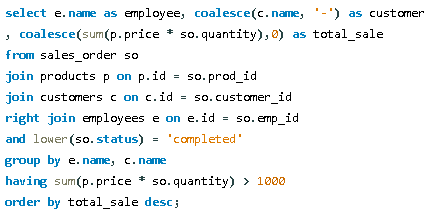 select e.name as employee, coalesce(c.name, '-') as customer
, coalesce(sum(p.price * so.quantity),0) as total_sale
from sales_order so
join products p on p.id = so.prod_id
join customers c on c.id = so.customer_id
right join employees e on e.id = so.emp_id
and lower(so.status) = 'completed'
group by e.name, c.name
having sum(p.price * so.quantity) > 1000
order by total_sale desc;